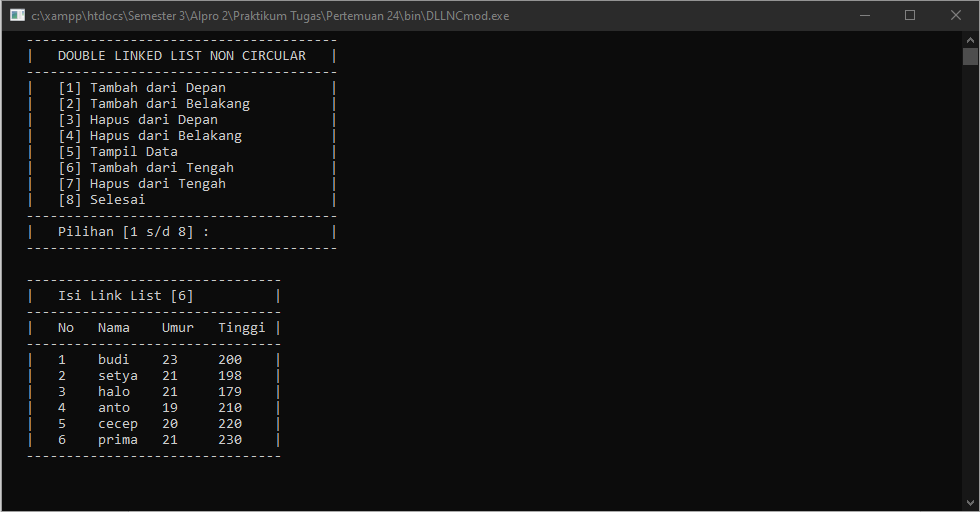 c:\xampp\htdocs\Semester 3\Alpro 2\Praktikum Tugas\Pertemuan 24\bin\DLLNCmod.exe
---------------------------------------
|   DOUBLE LINKED LIST NON CIRCULAR   |
---------------------------------------
|   [1] Tambah dari Depan             |
|   [2] Tambah dari Belakang          |
|   [3] Hapus dari Depan              |
|   [4] Hapus dari Belakang           |
|   [5] Tampil Data                   |
|   [6] Tambah dari Tengah            |
|   [7] Hapus dari Tengah             |
|   [8] Selesai                       |
---------------------------------------
|   Pilihan [1 s/d 8] :               |
---------------------------------------
--------------------------------
|   Isi Link List [6]          |
--------------------------------
|   No   Nama    Umur   Tinggi |
--------------------------------
|   1    budi    23     200    |
|   2    setya   21     198    |
|   3    halo    21     179    |
|   4    anto    19     210    |
|   5    cecep   20     220    |
|   6    prima   21     230    |
--------------------------------